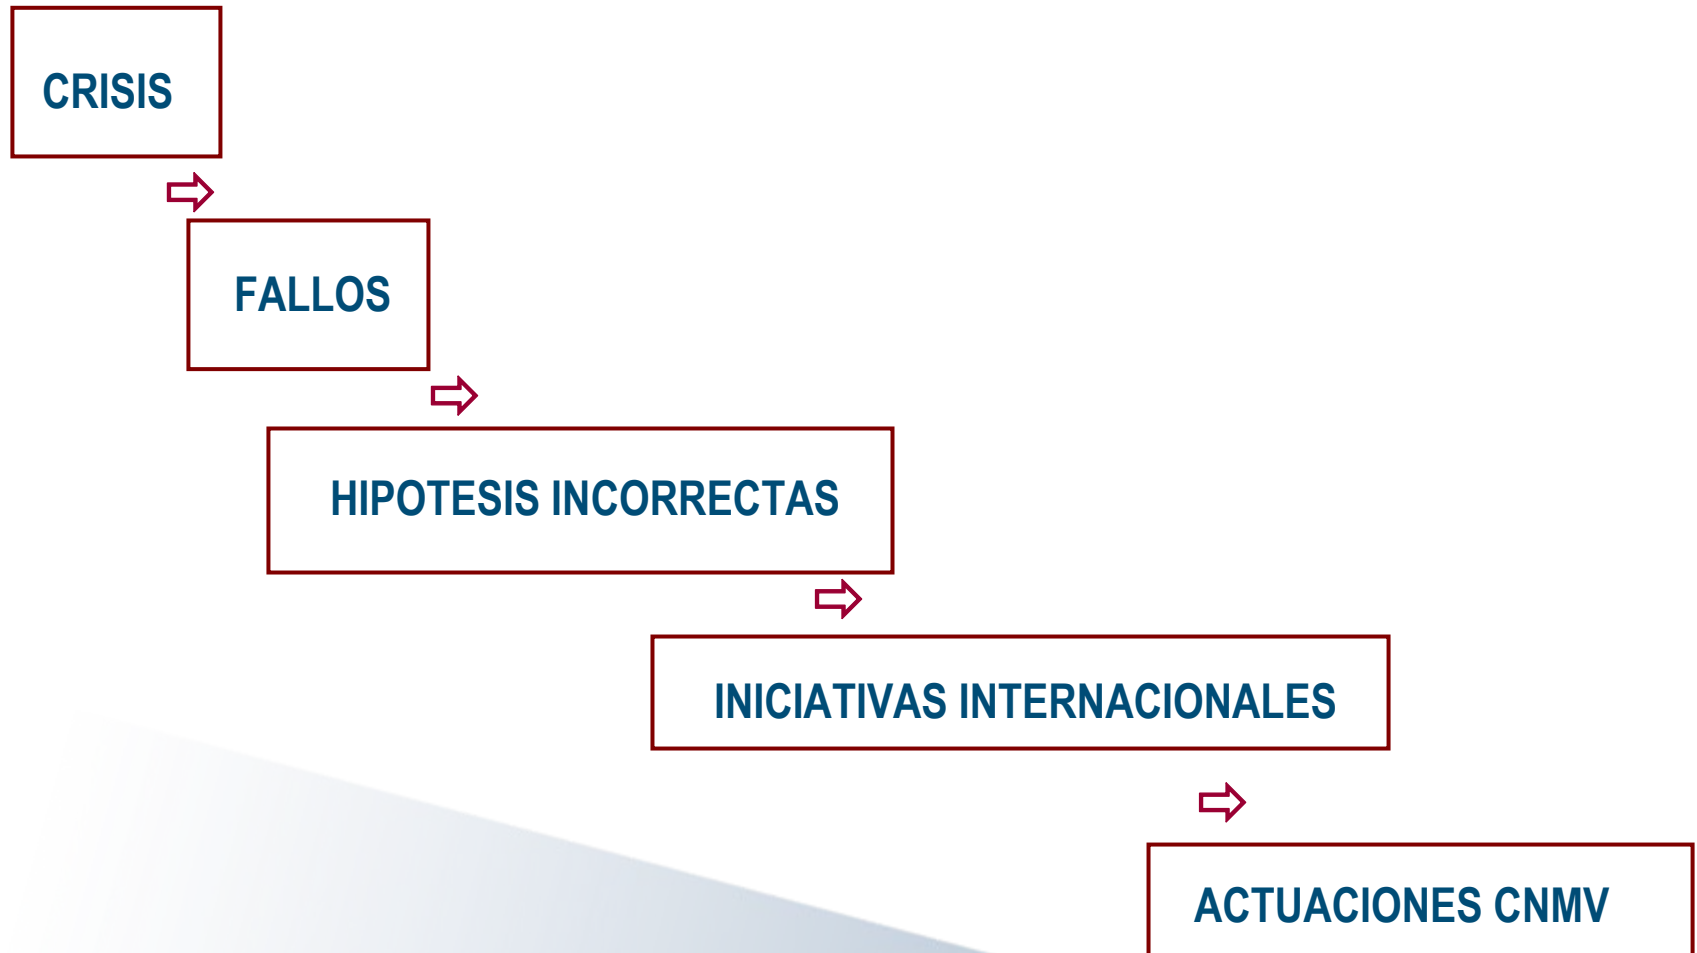 CRISIS
FALLOS
HIPOTESIS INCORRECTAS
INICIATIVAS INTERNACIONALES
ACTUACIONES CNMV